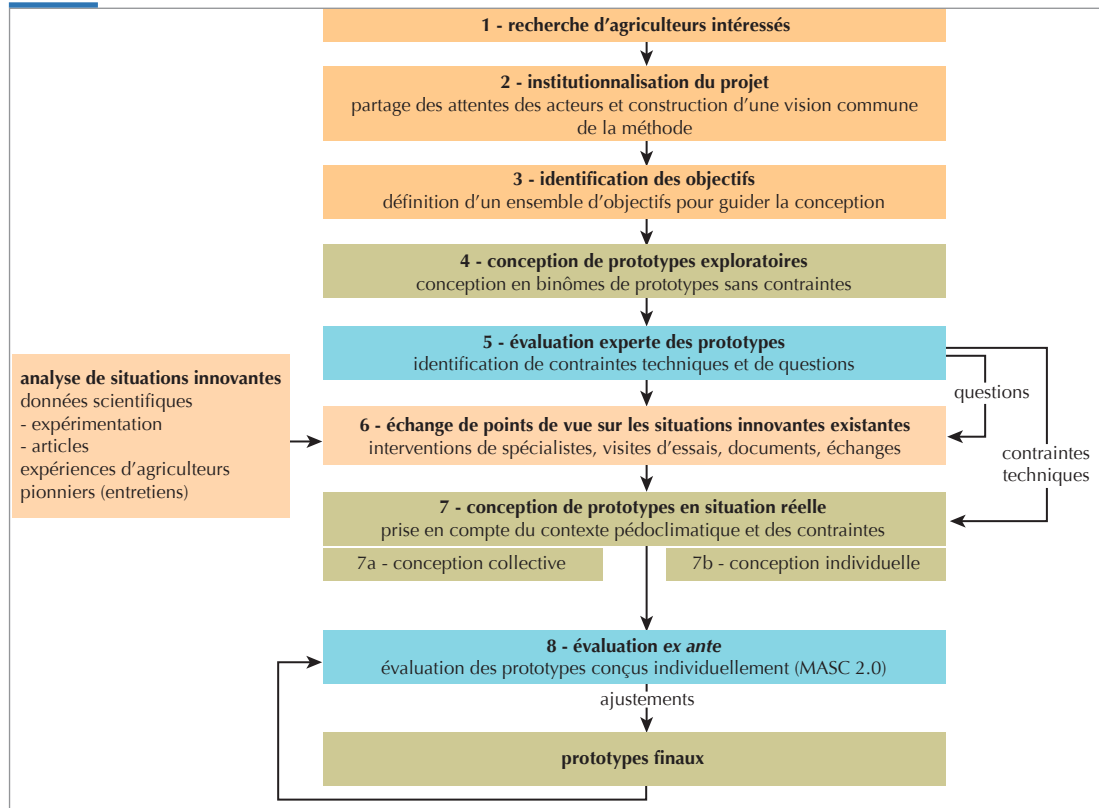 1 - recherche d’agriculteurs intéressés
2 - institutionnalisation du projet
partage des attentes des acteurs et construction d’une vision commune
de la méthode
3 - identification des objectifs
définition d’un ensemble d’objectifs pour guider la conception
4 - conception de prototypes exploratoires
conception en binômes de prototypes sans contraintes
5 - évaluation experte des prototypes
identification de contraintes techniques et de questions
questions
contraintes
techniques
analyse de situations innovantes
données scientifiques
- expérimentation
- articles
expériences d’agriculteurs
pionniers (entretiens)
6 - échange de points de vue sur les situations innovantes existantes
interventions de spécialistes, visites d’essais, documents, échanges
7 - conception de prototypes en situation réelle
prise en compte du contexte pédoclimatique et des contraintes
7a - conception collective
7b - conception individuelle
8 - évaluation ex ante
évaluation des prototypes conçus individuellement (MASC 2.0)
ajustements
prototypes finaux